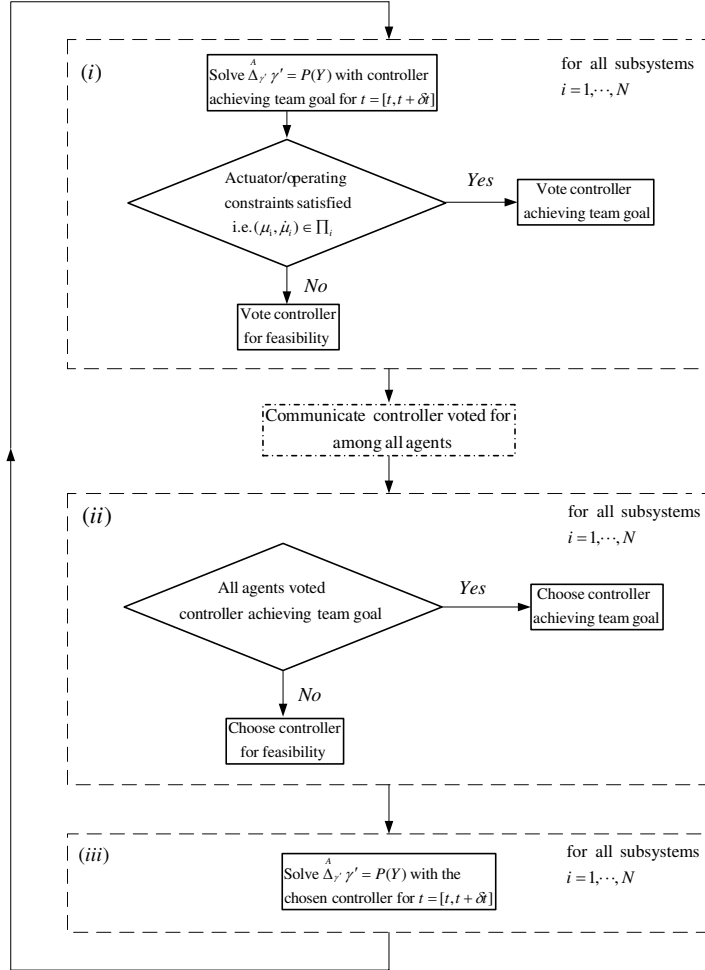 (i)
for all subsystems
i = 1,⋯, N
Solve \overset{A}{Δ}_{γ'} γ' = P(Y) with controller
achieving team goal for t = [t, t + δt]
Actuator/operating
constraints satisfied
i.e. (μ_i, μ̇_i) ∈ ∏_i
Yes
Vote controller
achieving team goal
No
Vote controller
for feasibility
Communicate controller voted for
among all agents
(ii)
for all subsystems
i = 1,⋯, N
All agents voted
controller achieving team goal
Yes
Choose controller
achieving team goal
No
Choose controller
for feasibility
(iii)
for all subsystems
i = 1,⋯, N
Solve \overset{A}{Δ}_{γ'} γ' = P(Y) with the
chosen controller for t = [t, t + δt]